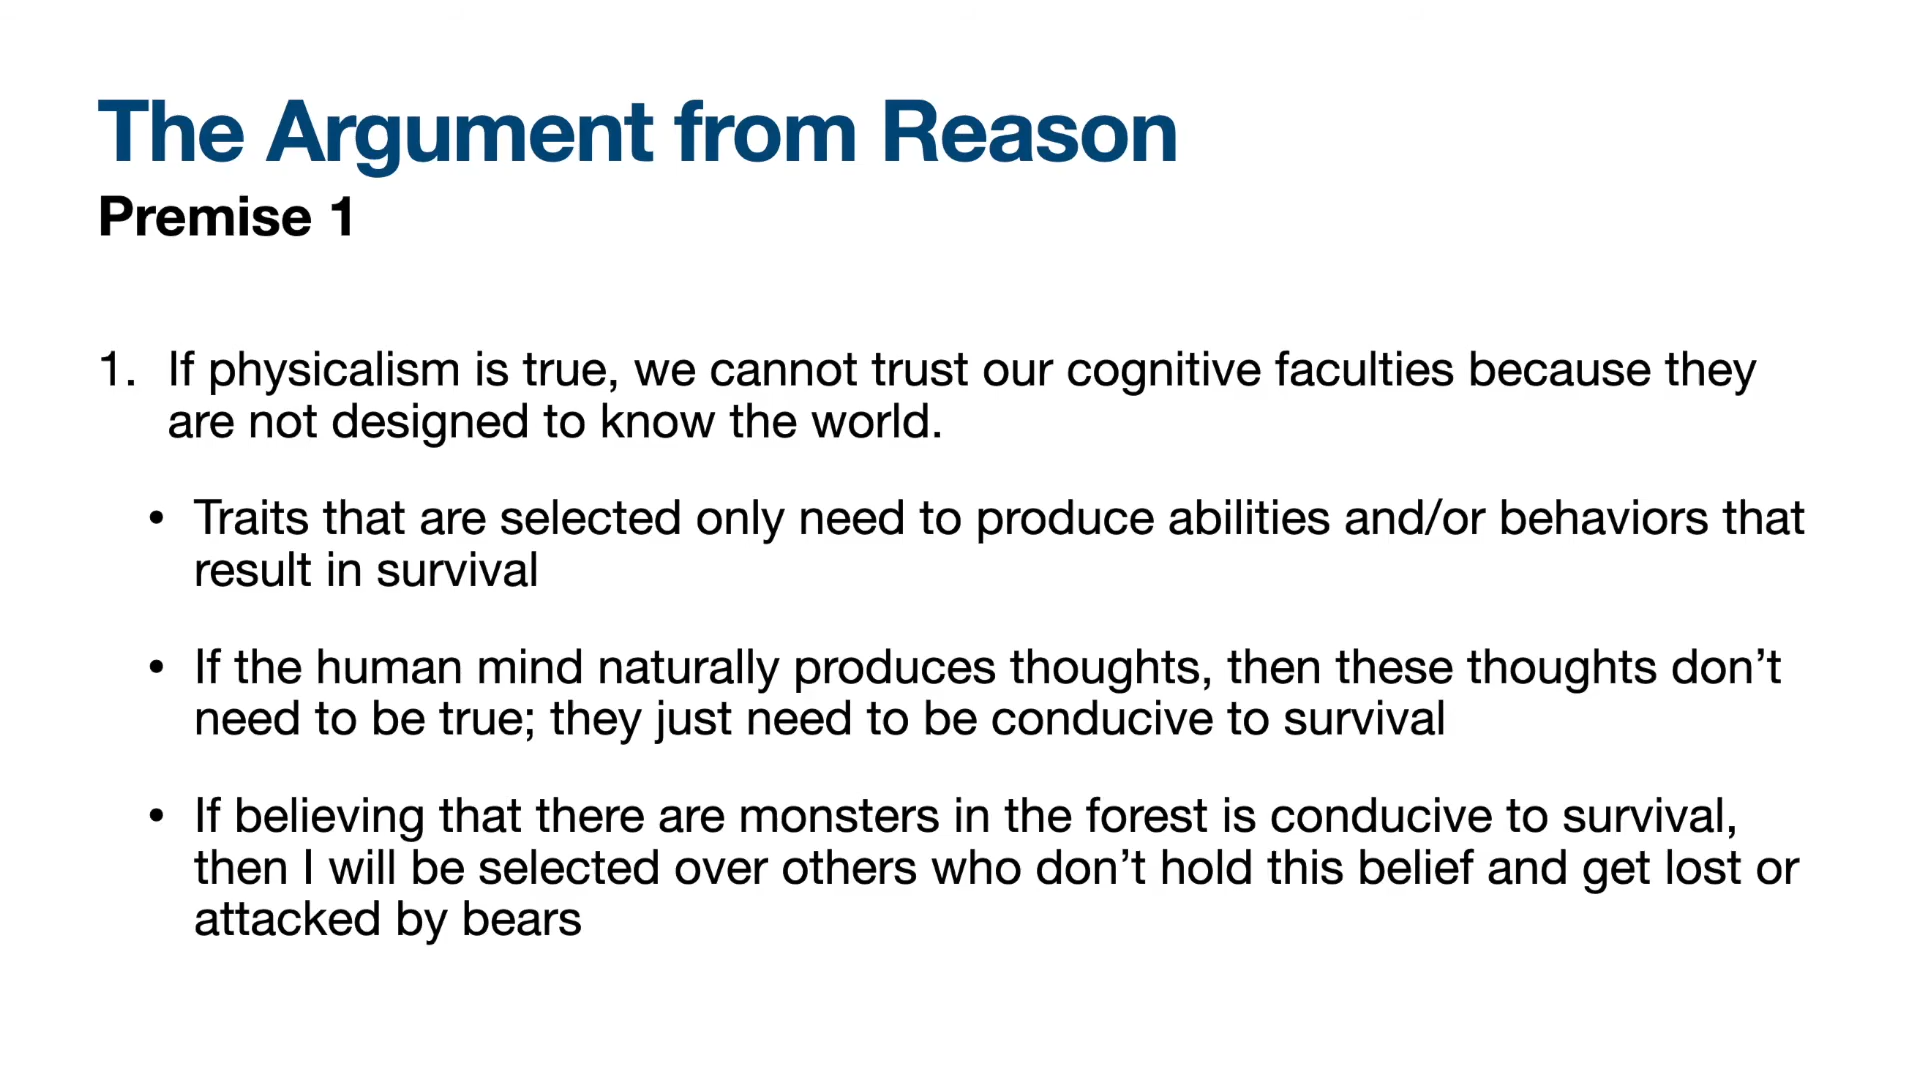 The Argument from Reason
Premise 1
1. If physicalism is true, we cannot trust our cognitive faculties because they
are not designed to know the world.
• Traits that are selected only need to produce abilities and/or behaviors that
result in survival
• If the human mind naturally produces thoughts, then these thoughts don’t
need to be true; they just need to be conducive to survival
• If believing that there are monsters in the forest is conducive to survival,
then I will be selected over others who don’t hold this belief and get lost or
attacked by bears